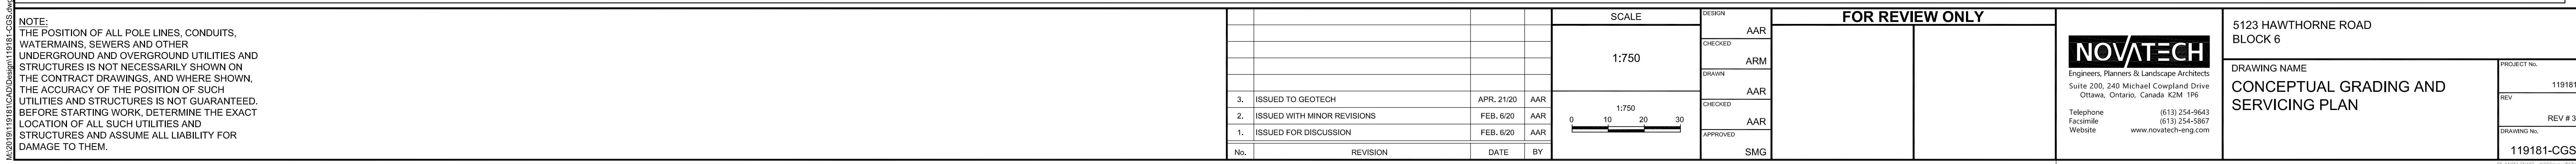 M:\2019\119181\CAD\Design\119181-CGS.dwg
NOTE:
THE POSITION OF ALL POLE LINES, CONDUITS,
WATERMAINS, SEWERS AND OTHER
UNDERGROUND AND OVERGROUND UTILITIES AND
STRUCTURES IS NOT NECESSARILY SHOWN ON
THE CONTRACT DRAWINGS, AND WHERE SHOWN,
THE ACCURACY OF THE POSITION OF SUCH
UTILITIES AND STRUCTURES IS NOT GUARANTEED.
BEFORE STARTING WORK, DETERMINE THE EXACT
LOCATION OF ALL SUCH UTILITIES AND
STRUCTURES AND ASSUME ALL LIABILITY FOR
DAMAGE TO THEM.
3. ISSUED TO GEOTECH APR. 21/20 AAR
2. ISSUED WITH MINOR REVISIONS FEB. 6/20 AAR
1. ISSUED FOR DISCUSSION FEB. 6/20 AAR
No. REVISION DATE BY
SCALE
1:750
1:750
0 10 20 30
DESIGN
AAR
CHECKED
ARM
DRAWN
AAR
CHECKED
AAR
APPROVED
SMG
FOR REVIEW ONLY
NOVATECH
Engineers, Planners & Landscape Architects
Suite 200, 240 Michael Cowpland Drive
Ottawa, Ontario, Canada K2M 1P6
Telephone (613) 254-9643
Facsimile (613) 254-5867
Website www.novatech-eng.com
5123 HAWTHORNE ROAD
BLOCK 6
DRAWING NAME
CONCEPTUAL GRADING AND
SERVICING PLAN
PROJECT No.
119181
REV
REV # 3
DRAWING No.
119181-CGS